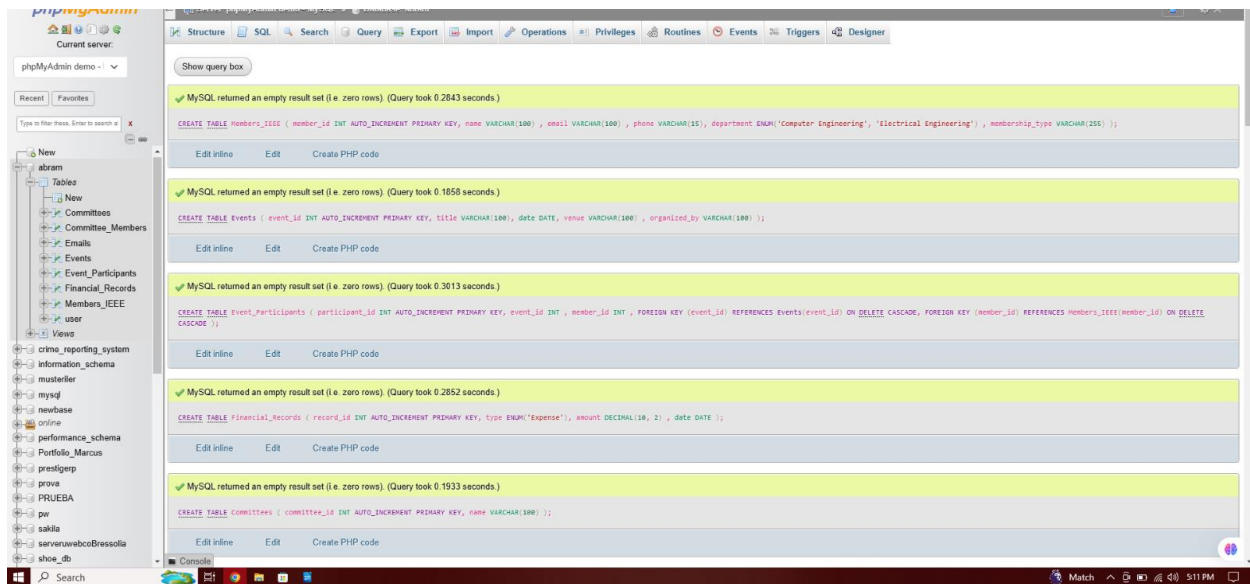 phpMyAdmin
Current server:
phpMyAdmin demo -
Recent Favorites
Type to filter these, Enter to search a X
New
abram
Tables
New
Committees
Committee_Members
Emails
Events
Event_Participants
Financial_Records
Members_IEEE
user
Views
crime_reporting_system
information_schema
musteriler
mysql
newbase
online
performance_schema
Portfolio_Marcus
prestigerp
prova
PRUEBA
pw
sakila
serveruwebcoBressolia
shoe_db
Structure SQL Search Query Export Import Operations Privileges Routines Events Triggers Designer
Show query box
MySQL returned an empty result set (i.e. zero rows). (Query took 0.2843 seconds.)
CREATE TABLE Members_IEEE ( member_id INT AUTO_INCREMENT PRIMARY KEY, name VARCHAR(100) , email VARCHAR(100) , phone VARCHAR(15), department ENUM('Computer Engineering', 'Electrical Engineering') , membership_type VARCHAR(255) );
Edit inline Edit Create PHP code
MySQL returned an empty result set (i.e. zero rows). (Query took 0.1858 seconds.)
CREATE TABLE Events ( event_id INT AUTO_INCREMENT PRIMARY KEY, title VARCHAR(100), date DATE, venue VARCHAR(100) , organized_by VARCHAR(100) );
Edit inline Edit Create PHP code
MySQL returned an empty result set (i.e. zero rows). (Query took 0.3013 seconds.)
CREATE TABLE Event_Participants ( participant_id INT AUTO_INCREMENT PRIMARY KEY, event_id INT , member_id INT , FOREIGN KEY (event_id) REFERENCES Events(event_id) ON DELETE CASCADE, FOREIGN KEY (member_id) REFERENCES Members_IEEE(member_id) ON DELETE
CASCADE );
Edit inline Edit Create PHP code
MySQL returned an empty result set (i.e. zero rows). (Query took 0.2852 seconds.)
CREATE TABLE Financial_Records ( record_id INT AUTO_INCREMENT PRIMARY KEY, type ENUM('Expense'), amount DECIMAL(10, 2) , date DATE );
Edit inline Edit Create PHP code
MySQL returned an empty result set (i.e. zero rows). (Query took 0.1933 seconds.)
CREATE TABLE Committees ( committee_id INT AUTO_INCREMENT PRIMARY KEY, name VARCHAR(100) );
Edit inline Edit Create PHP code
Console
Search
Match 5:11 PM